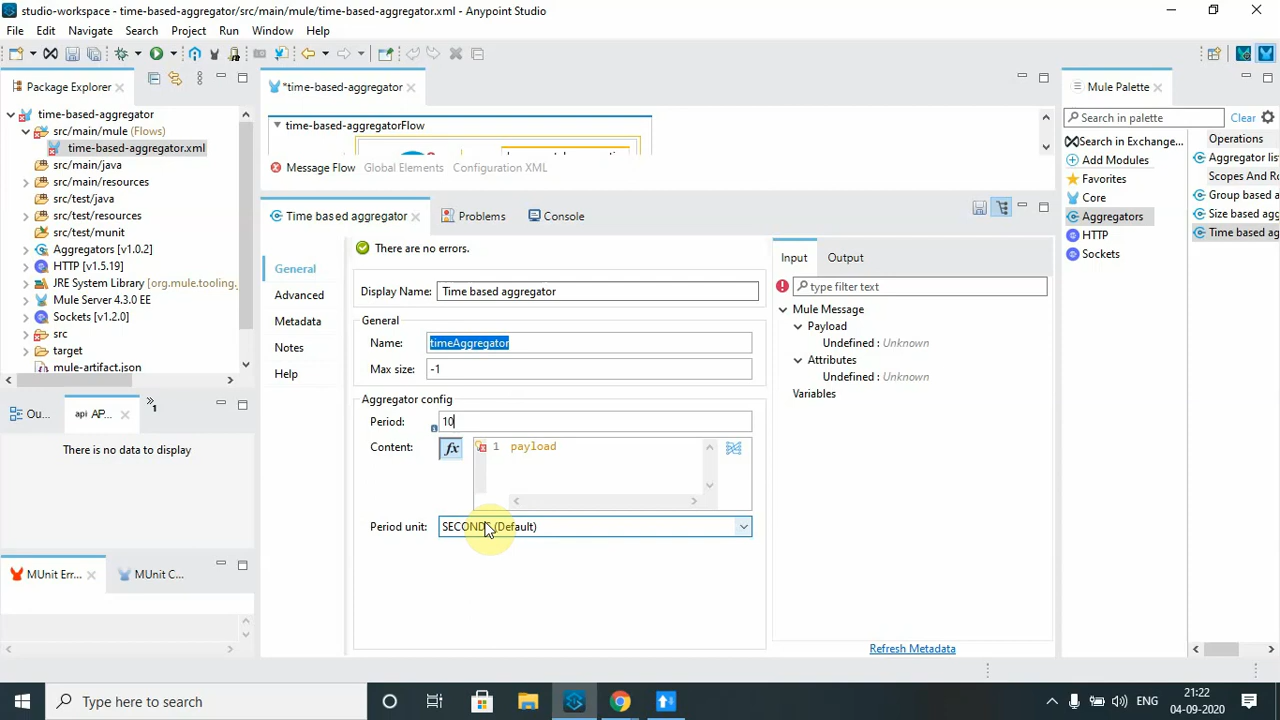 studio-workspace - time-based-aggregator/src/main/mule/time-based-aggregator.xml - Anypoint Studio
File Edit Navigate Search Project Run Window Help
Package Explorer
time-based-aggregator
src/main/mule (Flows)
time-based-aggregator.xml
src/main/java
src/main/resources
src/test/java
src/test/resources
src/test/munit
Aggregators [v1.0.2]
HTTP [v1.5.19]
JRE System Library [org.mule.tooling.
Mule Server 4.3.0 EE
Sockets [v1.2.0]
src
target
mule-artifact.json
Ou...
api AP...
1
There is no data to display
MUnit Err...
MUnit C...
*time-based-aggregator
time-based-aggregatorFlow
Message Flow Global Elements Configuration XML
Time based aggregator
Problems
Console
General
Advanced
Metadata
Notes
Help
There are no errors.
Display Name: Time based aggregator
General
Name: timeAggregator
Max size: -1
Aggregator config
Period: 10
Content: fx 1 payload
Period unit: SECONDS (Default)
Input Output
type filter text
Mule Message
Payload
Undefined : Unknown
Attributes
Undefined : Unknown
Variables
Refresh Metadata
Mule Palette
Search in palette
Clear
Search in Exchange...
Add Modules
Favorites
Core
Aggregators
HTTP
Sockets
Operations
Aggregator lis
Scopes And Ro
Group based a
Size based agg
Time based ag
Type here to search
ENG
21:22
04-09-2020